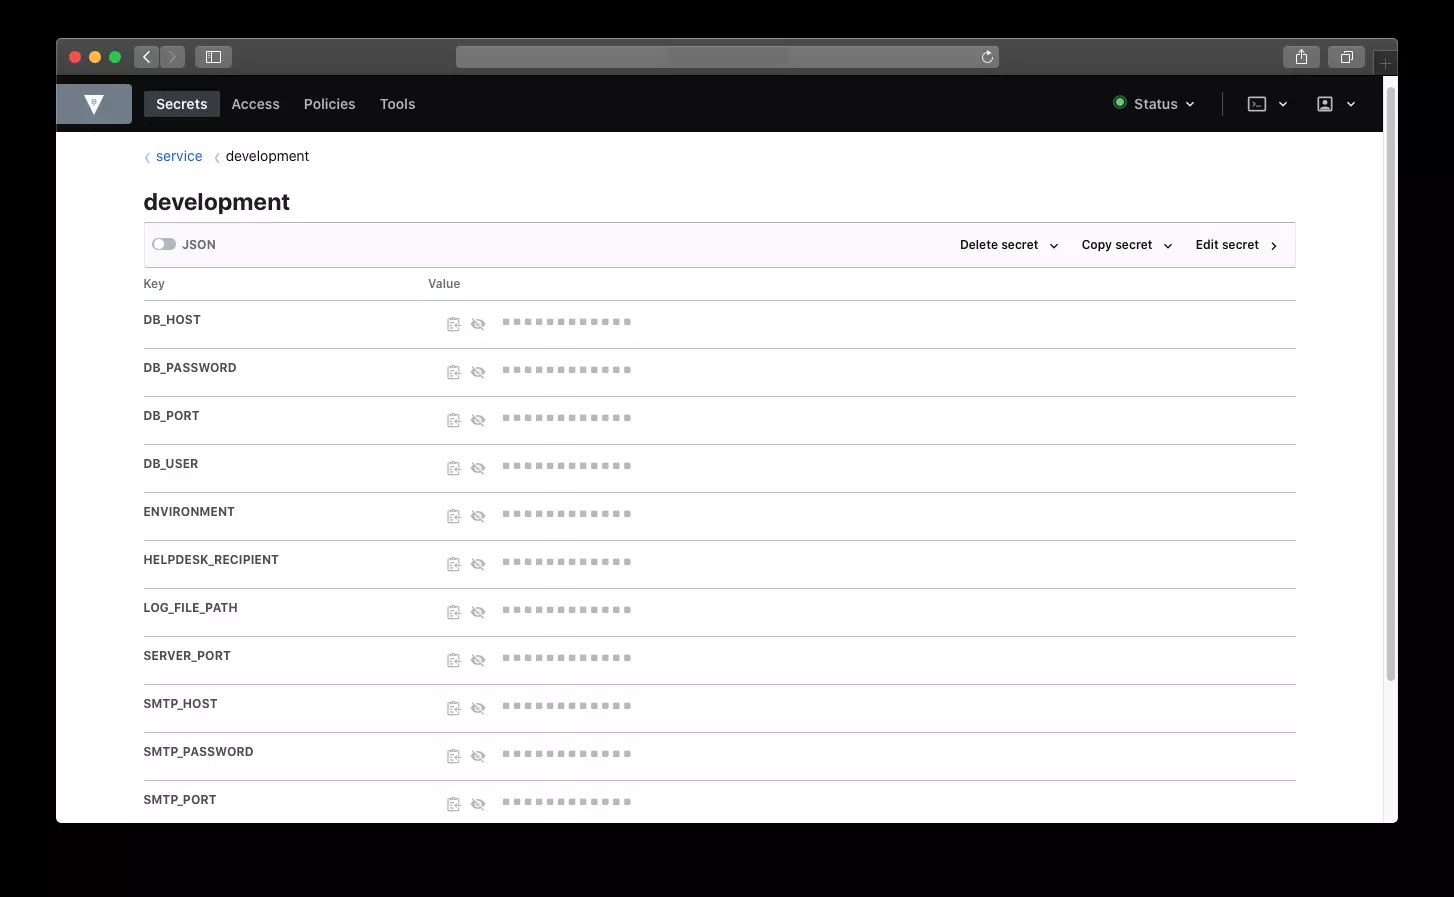 Secrets Access Policies Tools Status
service development
development
JSON Delete secret Copy secret Edit secret
Key Value
DB_HOST
DB_PASSWORD
DB_PORT
DB_USER
ENVIRONMENT
HELPDESK_RECIPIENT
LOG_FILE_PATH
SERVER_PORT
SMTP_HOST
SMTP_PASSWORD
SMTP_PORT